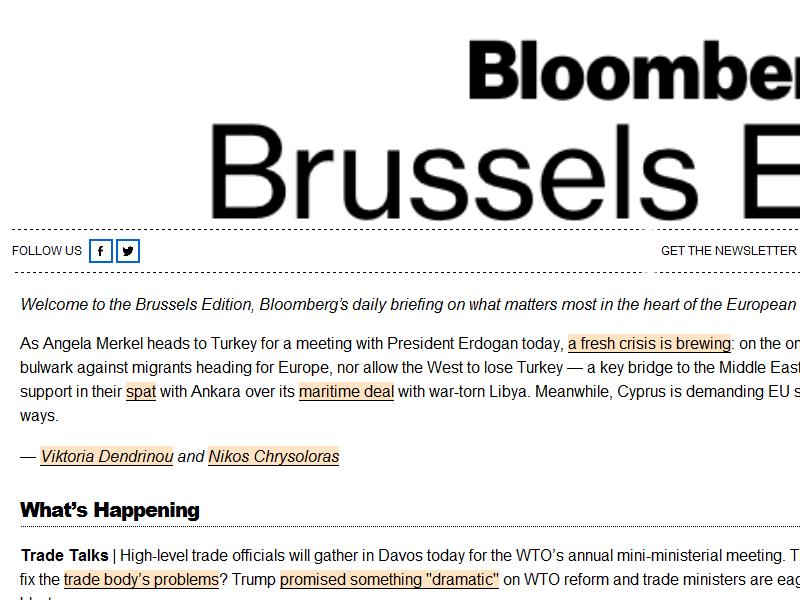 Bloomber
Brussels E
FOLLOW US
GET THE NEWSLETTER
Welcome to the Brussels Edition, Bloomberg's daily briefing on what matters most in the heart of the European
As Angela Merkel heads to Turkey for a meeting with President Erdogan today, a fresh crisis is brewing: on the on
bulwark against migrants heading for Europe, nor allow the West to lose Turkey — a key bridge to the Middle East
support in their spat with Ankara over its maritime deal with war-torn Libya. Meanwhile, Cyprus is demanding EU s
ways.
— Viktoria Dendrinou and Nikos Chrysoloras
What's Happening
Trade Talks | High-level trade officials will gather in Davos today for the WTO's annual mini-ministerial meeting. T
fix the trade body's problems? Trump promised something "dramatic" on WTO reform and trade ministers are eag